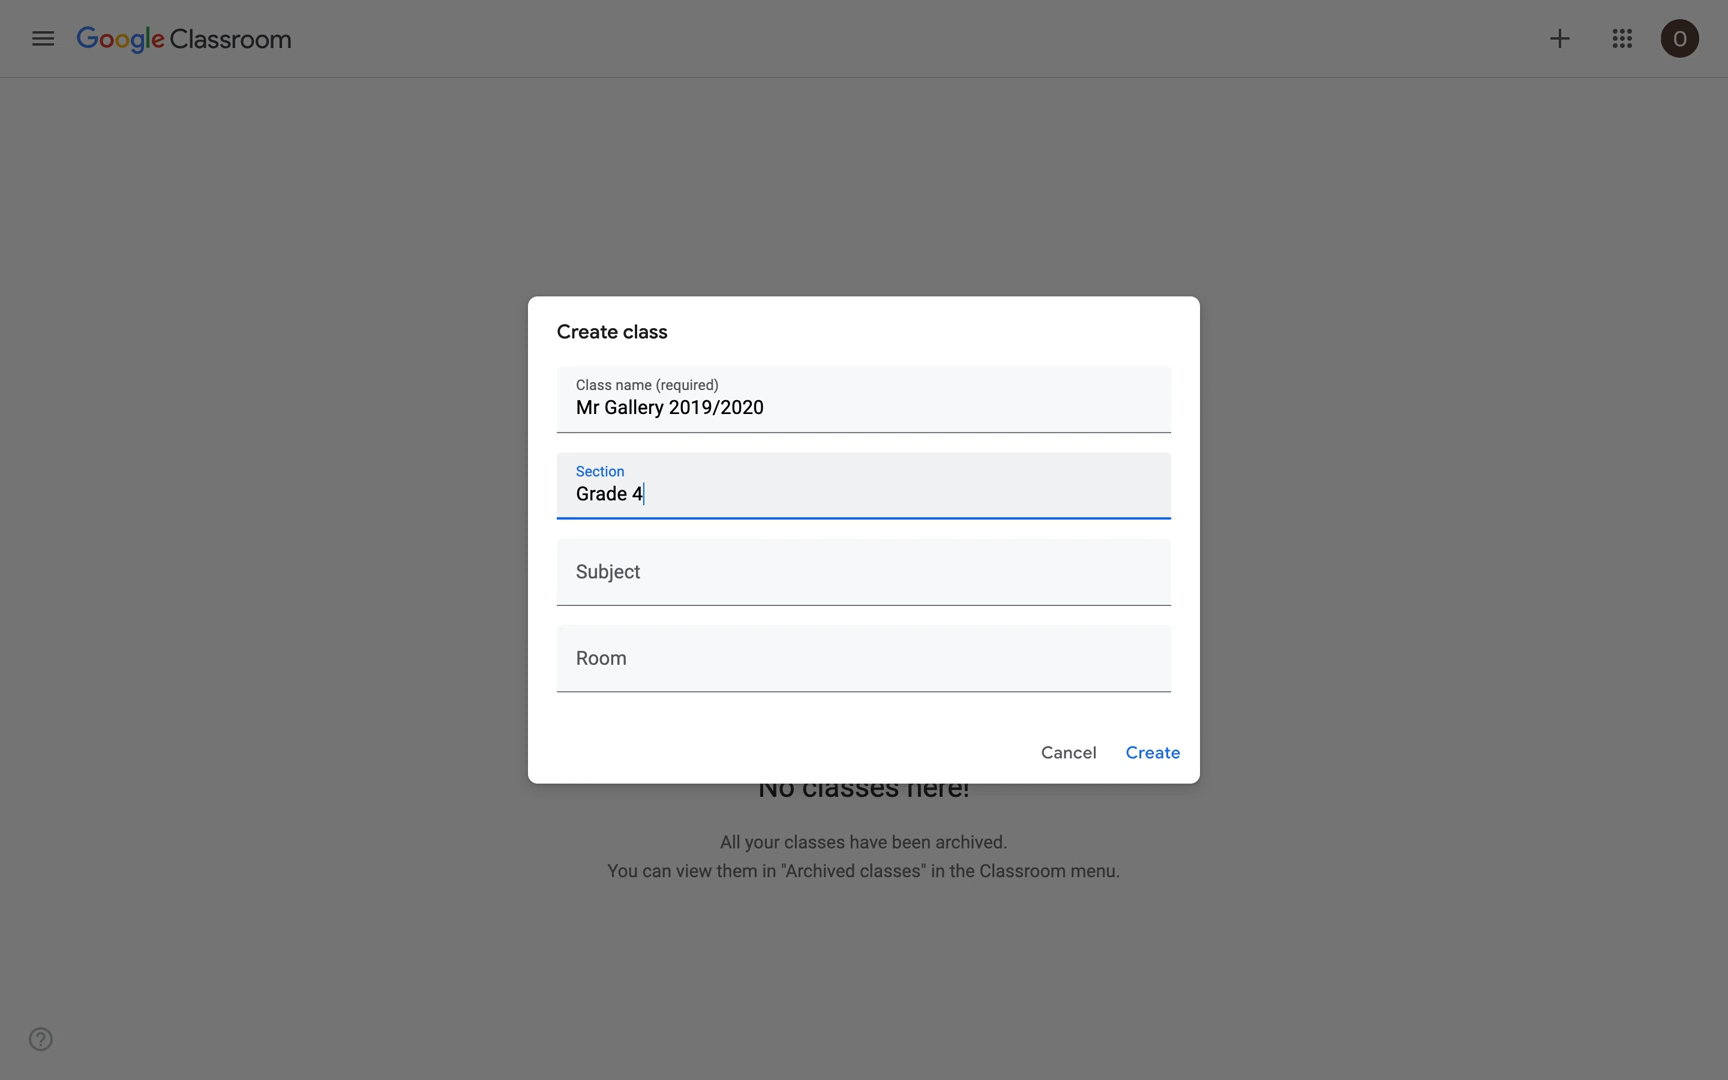 Google Classroom
O
Create class
Class name (required)
Mr Gallery 2019/2020
Section
Grade 4
Subject
Room
Cancel
Create
No classes here!
All your classes have been archived.
You can view them in "Archived classes" in the Classroom menu.
?